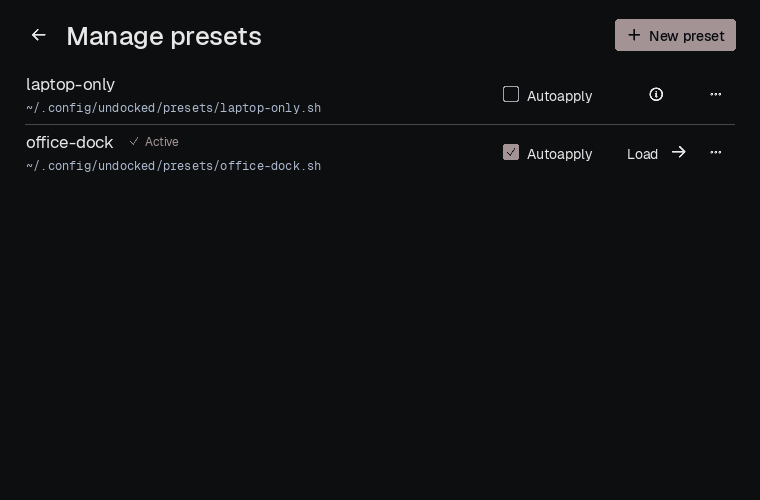 Manage presets
New preset
laptop-only
~/.config/undocked/presets/laptop-only.sh
Autoapply
office-dock
Active
~/.config/undocked/presets/office-dock.sh
Autoapply
Load